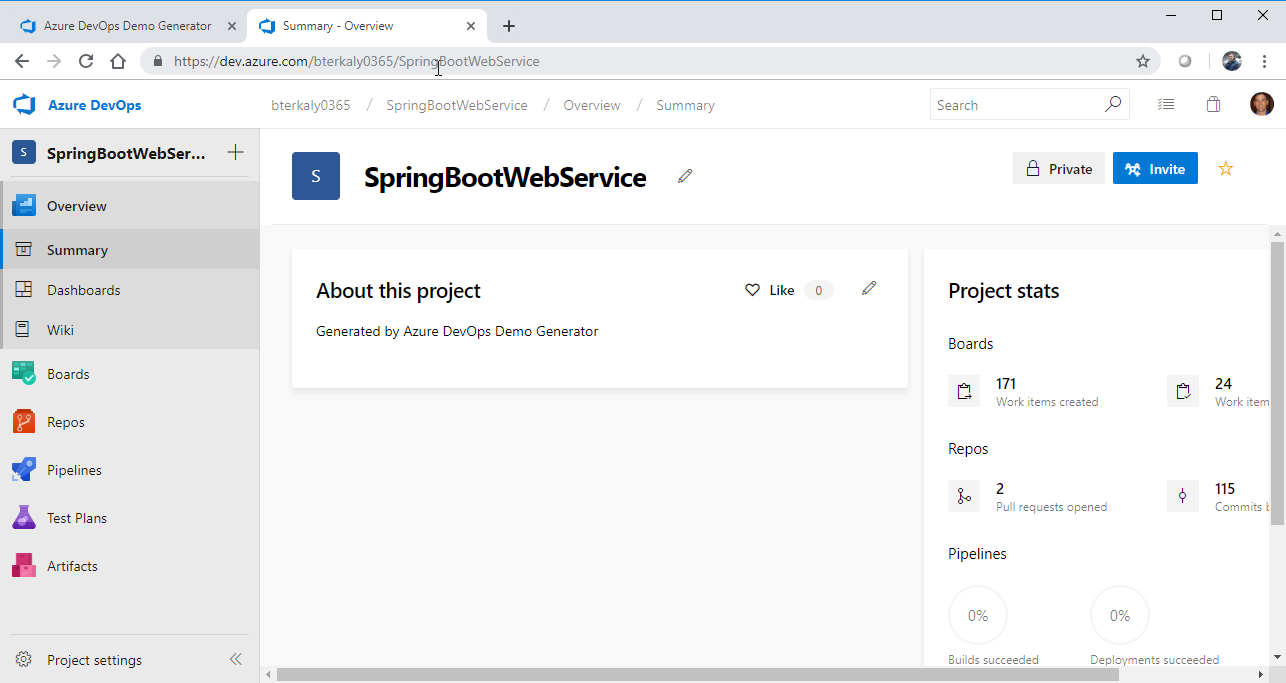 Azure DevOps Demo Generator
Summary - Overview
https://dev.azure.com/bterkaly0365/SpringBootWebService
Azure DevOps
bterkaly0365 / SpringBootWebService / Overview / Summary
Search
S SpringBootWebSer...
Overview
Summary
Dashboards
Wiki
Boards
Repos
Pipelines
Test Plans
Artifacts
Project settings
S SpringBootWebService
Private
Invite
About this project
Like 0
Generated by Azure DevOps Demo Generator
Project stats
Boards
171
Work items created
24
Work item
Repos
2
Pull requests opened
115
Commits
Pipelines
0%
Builds succeeded
0%
Deployments succeeded